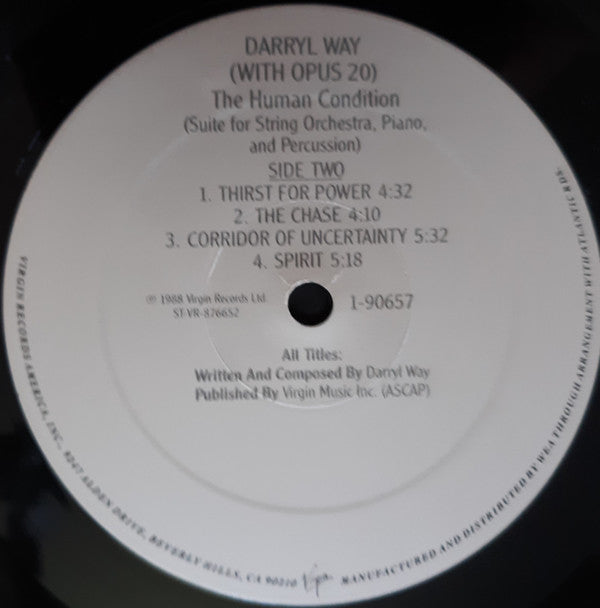 DARRYL WAY
(WITH OPUS 20)
The Human Condition
(Suite for String Orchestra, Piano,
and Percussion)
SIDE TWO
1. THIRST FOR POWER 4:32
2. THE CHASE 4:10
3. CORRIDOR OF UNCERTAINTY 5:32
4. SPIRIT 5:18
℗ 1988 Virgin Records Ltd.
ST-VR-876652
1-90657
All Titles:
Written And Composed By Darryl Way
Published By Virgin Music Inc. (ASCAP)
VIRGIN RECORDS AMERICA, INC., 9247 ALDEN DRIVE, BEVERLY HILLS, CA 90210 Virgin MANUFACTURED AND DISTRIBUTED BY WEA THROUGH ARRANGEMENT WITH ATLANTIC RDS.